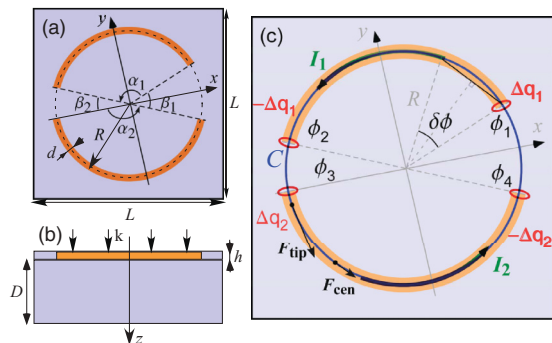 (a)
y
α₁
x
β₂
β₁
α₂
R
d
L
L
(b)
k
h
D
z
(c)
y
I₁
−Δq₁
Δq₁
R
δϕ
ϕ₁
ϕ₂
x
C
ϕ₃
ϕ₄
Δq₂
−Δq₂
F_tip
F_cen
I₂